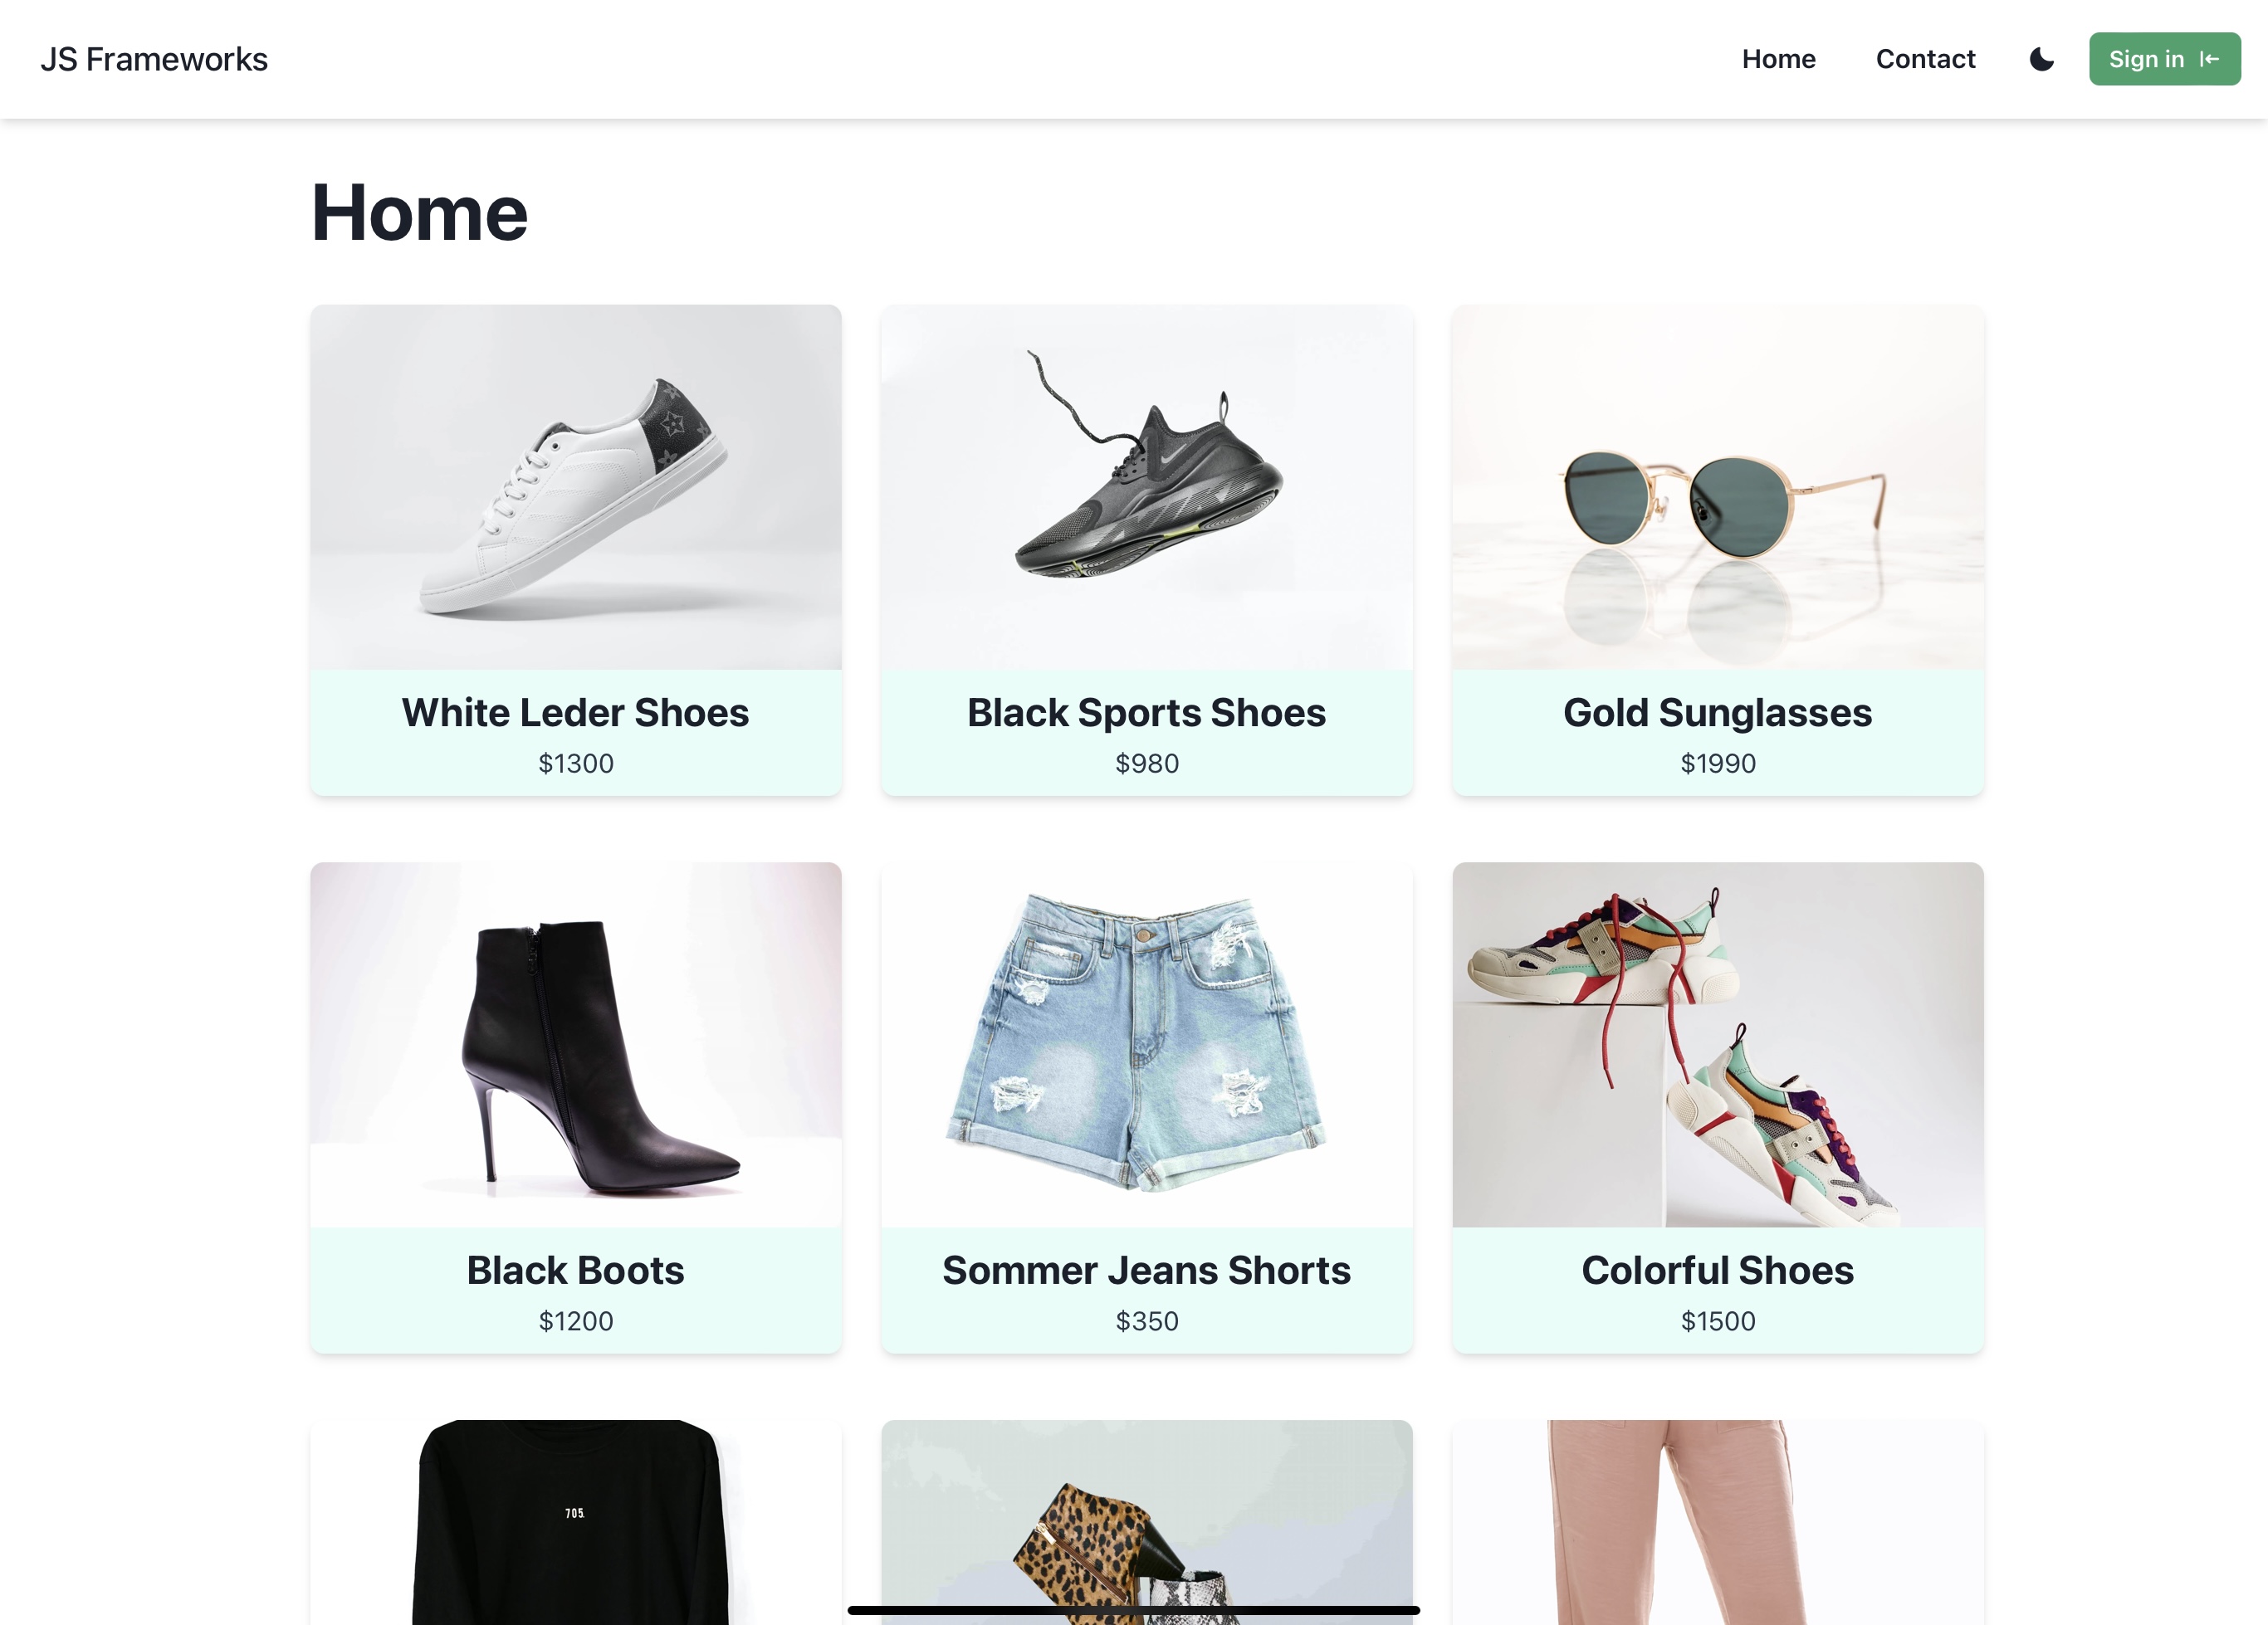 JS Frameworks
Home
Contact
Sign in
Home
White Leder Shoes
$1300
Black Sports Shoes
$980
Gold Sunglasses
$1990
Black Boots
$1200
Sommer Jeans Shorts
$350
Colorful Shoes
$1500
705.